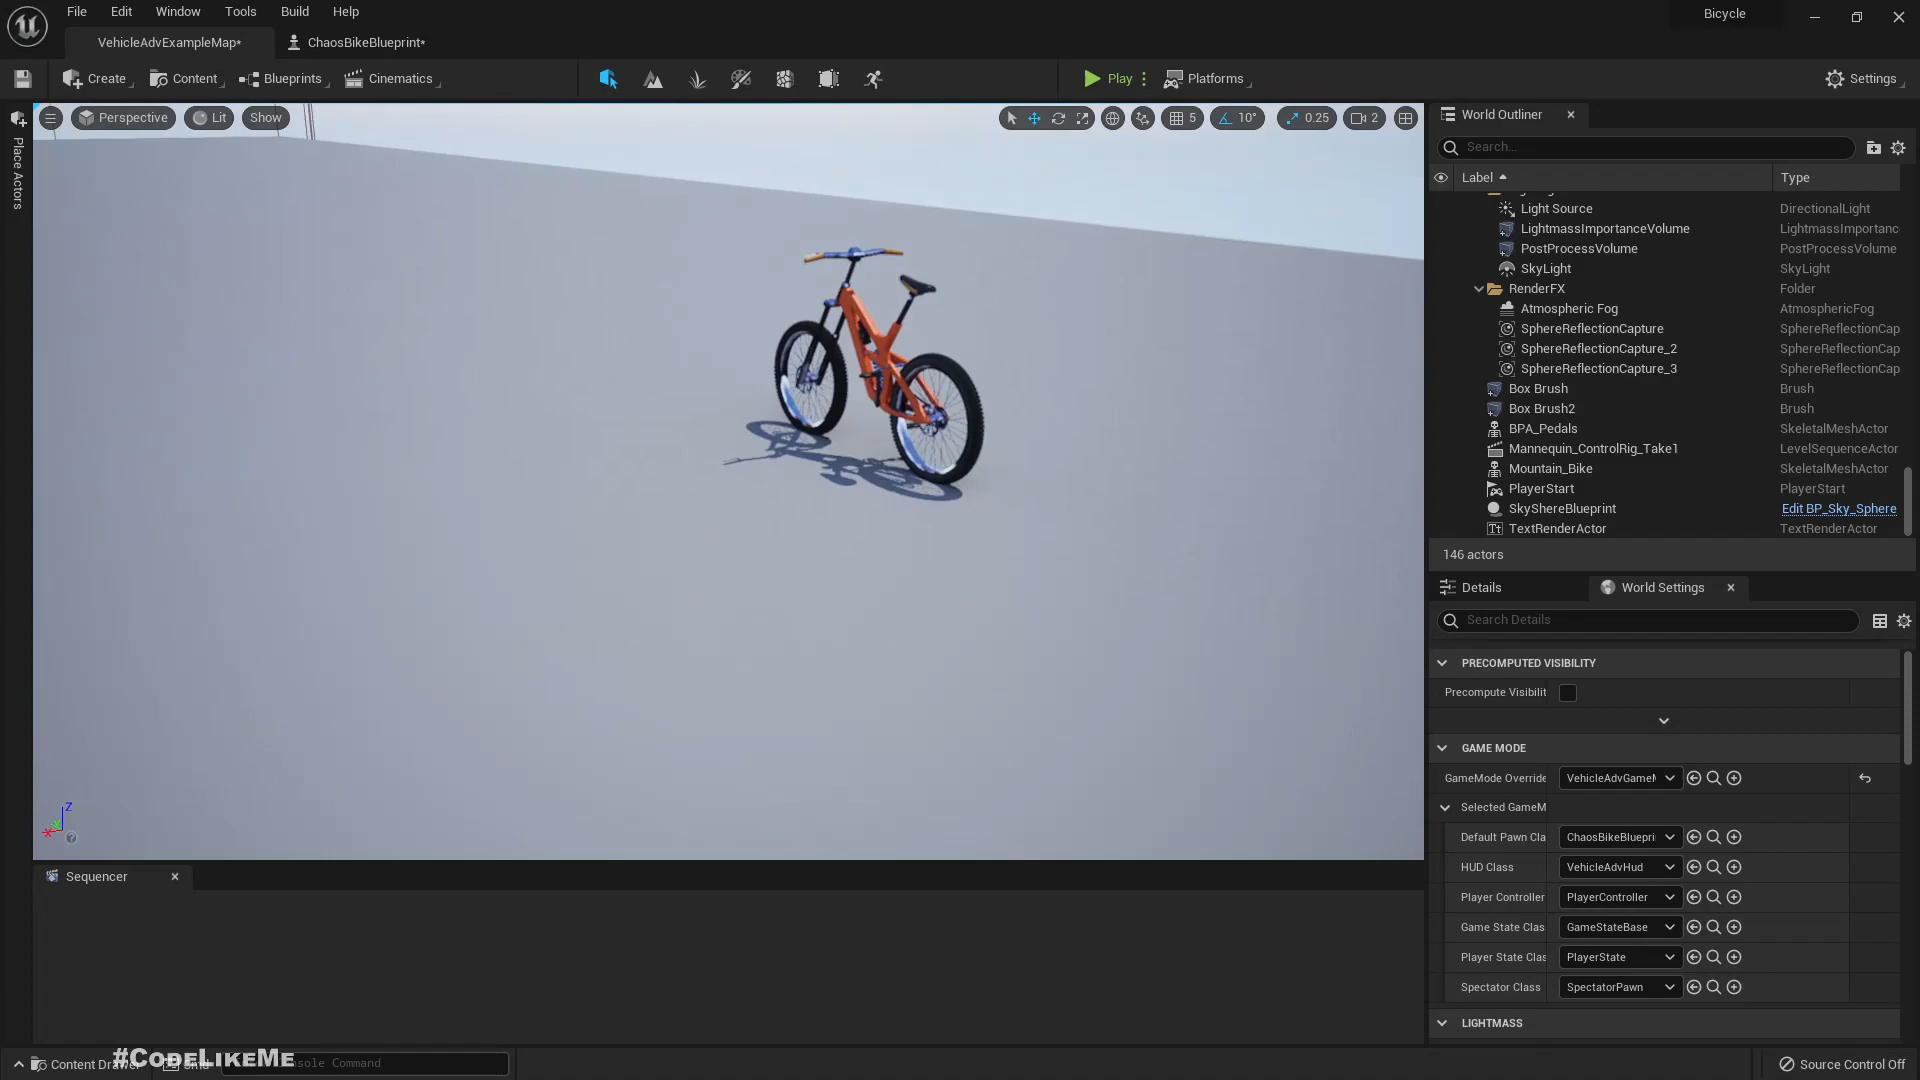 File Edit Window Tools Build Help
Bicycle
VehicleAdvExampleMap*
ChaosBikeBlueprint*
Create
Content
Blueprints
Cinematics
Play
Platforms
Settings
Place Actors
Perspective
Lit
Show
5
10°
0.25
2
World Outliner
Search...
Label
Type
Light Source DirectionalLight
LightmassImportanceVolume LightmassImportanc
PostProcessVolume PostProcessVolume
SkyLight SkyLight
RenderFX Folder
Atmospheric Fog AtmosphericFog
SphereReflectionCapture SphereReflectionCap
SphereReflectionCapture_2 SphereReflectionCap
SphereReflectionCapture_3 SphereReflectionCap
Box Brush Brush
Box Brush2 Brush
BPA_Pedals SkeletalMeshActor
Mannequin_ControlRig_Take1 LevelSequenceActor
Mountain_Bike SkeletalMeshActor
PlayerStart PlayerStart
SkyShereBlueprint Edit BP_Sky_Sphere
TextRenderActor TextRenderActor
146 actors
Details
World Settings
Search Details
PRECOMPUTED VISIBILITY
Precompute Visibilit
GAME MODE
GameMode Override VehicleAdvGameM
Selected GameM
Default Pawn Cla ChaosBikeBluepri
HUD Class VehicleAdvHud
Player Controller PlayerController
Game State Clas GameStateBase
Player State Clas PlayerState
Spectator Class SpectatorPawn
LIGHTMASS
Z
X
Sequencer
Content Drawer
#CodeLikeMe
Console Command
Source Control Off